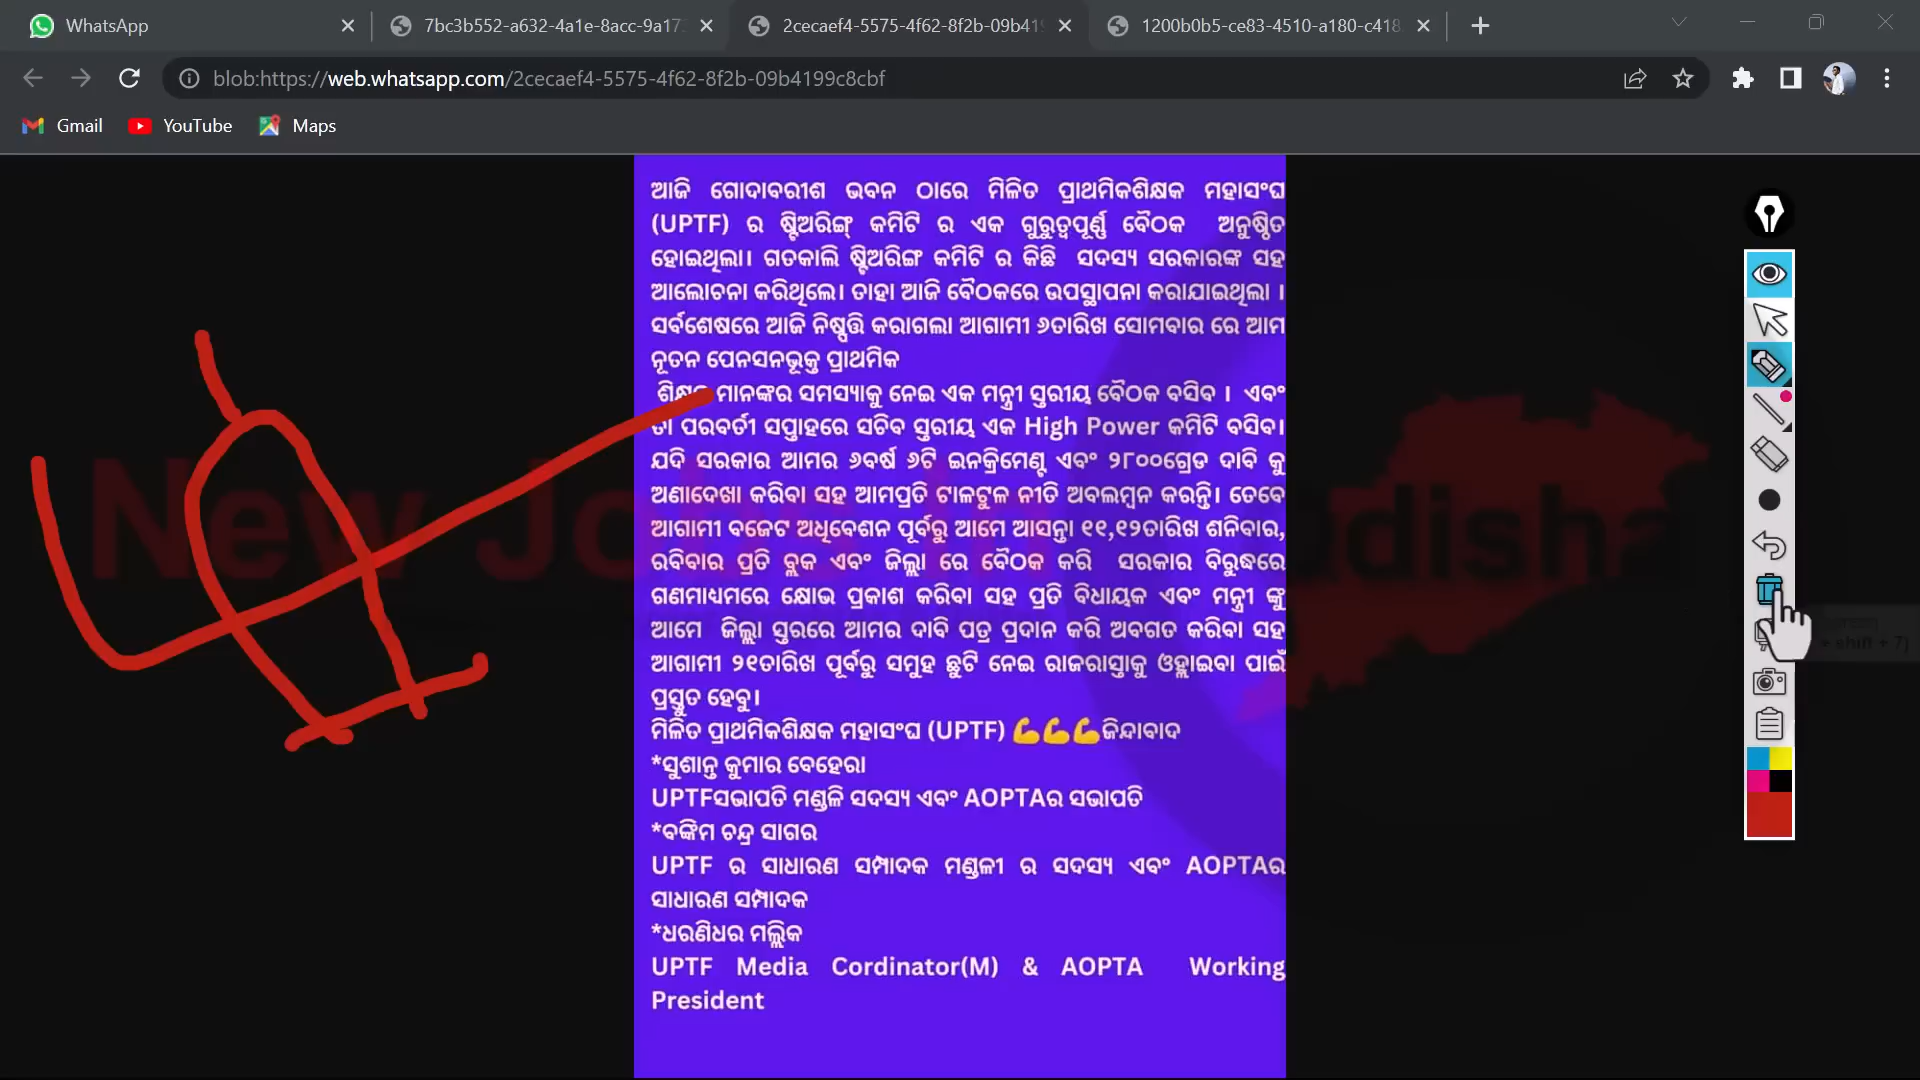 WhatsApp
7bc3b552-a632-4a1e-8acc-9a17
2cecaef4-5575-4f62-8f2b-09b419
1200b0b5-ce83-4510-a180-c418
blob:https://web.whatsapp.com/2cecaef4-5575-4f62-8f2b-09b4199c8cbf
Gmail
YouTube
Maps
ଆଜି ଗୋଦାବରୀଶ ଭବନ ଠାରେ ମିଳିତ ପ୍ରାଥମିକଶିକ୍ଷକ ମହାସଂଘ
(UPTF) ର ଷ୍ଟିଅରିଙ୍ଗ୍ କମିଟି ର ଏକ ଗୁରୁତ୍ୱପୂର୍ଣ୍ଣ ବୈଠକ ଅନୁଷ୍ଠିତ
ହୋଇଥିଲା। ଗତକାଲି ଷ୍ଟିଅରିଙ୍ଗ କମିଟି ର କିଛି ସଦସ୍ୟ ସରକାରଙ୍କ ସହ
ଆଲୋଚନା କରିଥିଲେ। ତାହା ଆଜି ବୈଠକରେ ଉପସ୍ଥାପନା କରାଯାଇଥିଲା ।
ସର୍ବଶେଷରେ ଆଜି ନିଷ୍ପତ୍ତି କରାଗଲା ଆଗାମୀ ୬ତାରିଖ ସୋମବାର ରେ ଆମ
ନୂତନ ପେନସନଭୂକ୍ତ ପ୍ରାଥମିକ
ଶିକ୍ଷକ ମାନଙ୍କର ସମସ୍ୟାକୁ ନେଇ ଏକ ମନ୍ତ୍ରୀ ସ୍ତରୀୟ ବୈଠକ ବସିବ । ଏବଂ
ତା ପରବର୍ତୀ ସପ୍ତାହରେ ସଚିବ ସ୍ତରୀୟ ଏକ High Power କମିଟି ବସିବ।
ଯଦି ସରକାର ଆମର ୬ବର୍ଷ ୬ଟି ଇନକ୍ରିମେଣ୍ଟ ଏବଂ ୨୮୦୦ଗ୍ରେଡ ଦାବି କୁ
ଅଣଦେଖା କରିବା ସହ ଆମପ୍ରତି ଟାଳଟୁଳ ନୀତି ଅବଲମ୍ବନ କରନ୍ତି। ତେବେ
ଆଗାମୀ ବଜେଟ ଅଧିବେଶନ ପୂର୍ବରୁ ଆମେ ଆସନ୍ତା ୧୧,୧୨ତାରିଖ ଶନିବାର,
ରବିବାର ପ୍ରତି ବ୍ଲକ ଏବଂ ଜିଲ୍ଲା ରେ ବୈଠକ କରି ସରକାର ବିରୁଦ୍ଧରେ
ଗଣମାଧ୍ୟମରେ କ୍ଷୋଭ ପ୍ରକାଶ କରିବା ସହ ପ୍ରତି ବିଧାୟକ ଏବଂ ମନ୍ତ୍ରୀ ଙ୍କୁ
ଆମେ ଜିଲ୍ଲା ସ୍ତରରେ ଆମର ଦାବି ପତ୍ର ପ୍ରଦାନ କରି ଅବଗତ କରିବା ସହ
ଆଗାମୀ ୨୧ତାରିଖ ପୂର୍ବରୁ ସମୂହ ଛୁଟି ନେଇ ରାଜରାସ୍ତାକୁ ଓହ୍ଲାଇବା ପାଇଁ
ପ୍ରସ୍ତୁତ ହେବୁ।
ମିଳିତ ପ୍ରାଥମିକଶିକ୍ଷକ ମହାସଂଘ (UPTF) 💪💪💪ଜିନ୍ଦାବାଦ
*ସୁଶାନ୍ତ କୁମାର ବେହେରା
UPTFସଭାପତି ମଣ୍ଡଳି ସଦସ୍ୟ ଏବଂ AOPTAର ସଭାପତି
*ବଙ୍କିମ ଚନ୍ଦ୍ର ସାଗର
UPTF ର ସାଧାରଣ ସମ୍ପାଦକ ମଣ୍ଡଳୀ ର ସଦସ୍ୟ ଏବଂ AOPTAର
ସାଧାରଣ ସମ୍ପାଦକ
*ଧରଣିଧର ମଲ୍ଲିକ
UPTF Media Cordinator(M) & AOPTA Working
President
New Jobs in
+ shift + 7)